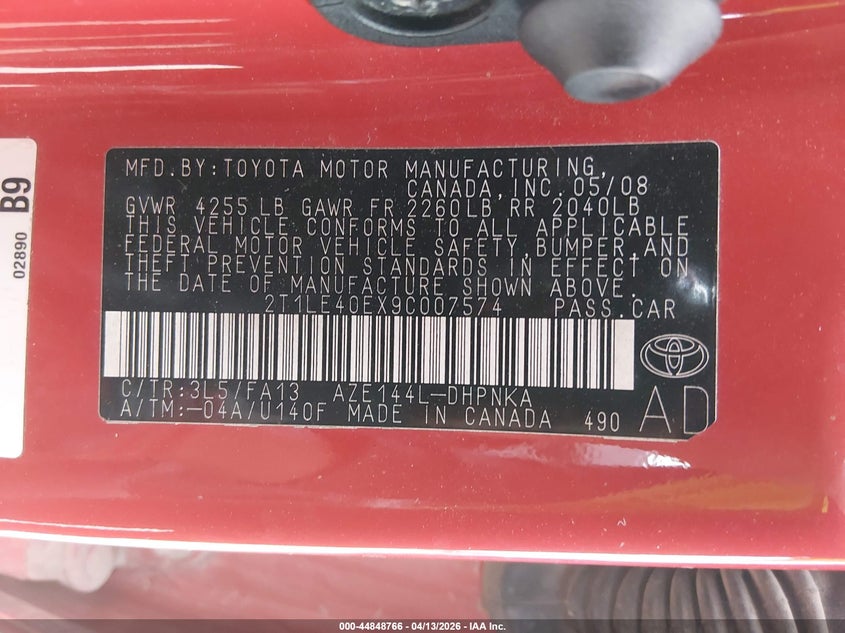 MFD.BY:TOYOTA MOTOR MANUFACTURING,
CANADA,INC.05/08
GVWR 4255 LB GAWR FR 2260LB RR 2040LB
THIS VEHICLE CONFORMS TO ALL APPLICABLE
FEDERAL MOTOR VEHICLE SAFETY,BUMPER,AND
THEFT PREVENTION STANDARDS IN EFFECT ON
THE DATE OF MANUFACTURE SHOWN ABOVE.
2T1LE40EX9C007574 PASS.CAR
C/TR:3L5/FA13 AZE144L-DHPNKA
A/TM:-04A/U140F MADE IN CANADA 490
AD
02890 B9
000-44848766 - 04/13/2026 - IAA Inc.